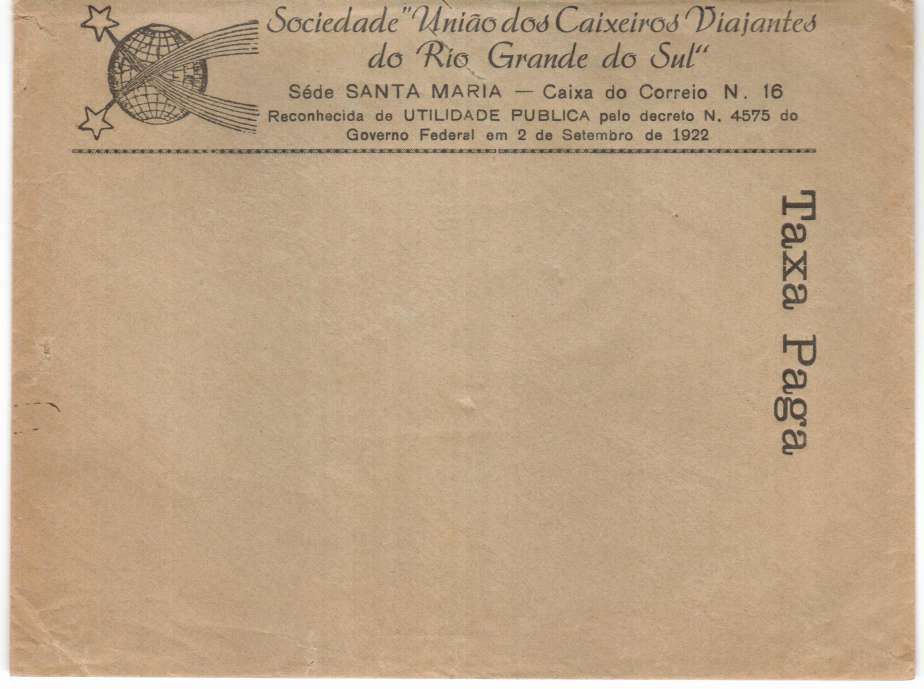 Sociedade "União dos Caixeiros Viajantes
do Rio Grande do Sul"
Séde SANTA MARIA — Caixa do Correio N. 16
Reconhecida de UTILIDADE PUBLICA pelo decreto N. 4575 do
Governo Federal em 2 de Setembro de 1922
Taxa Paga